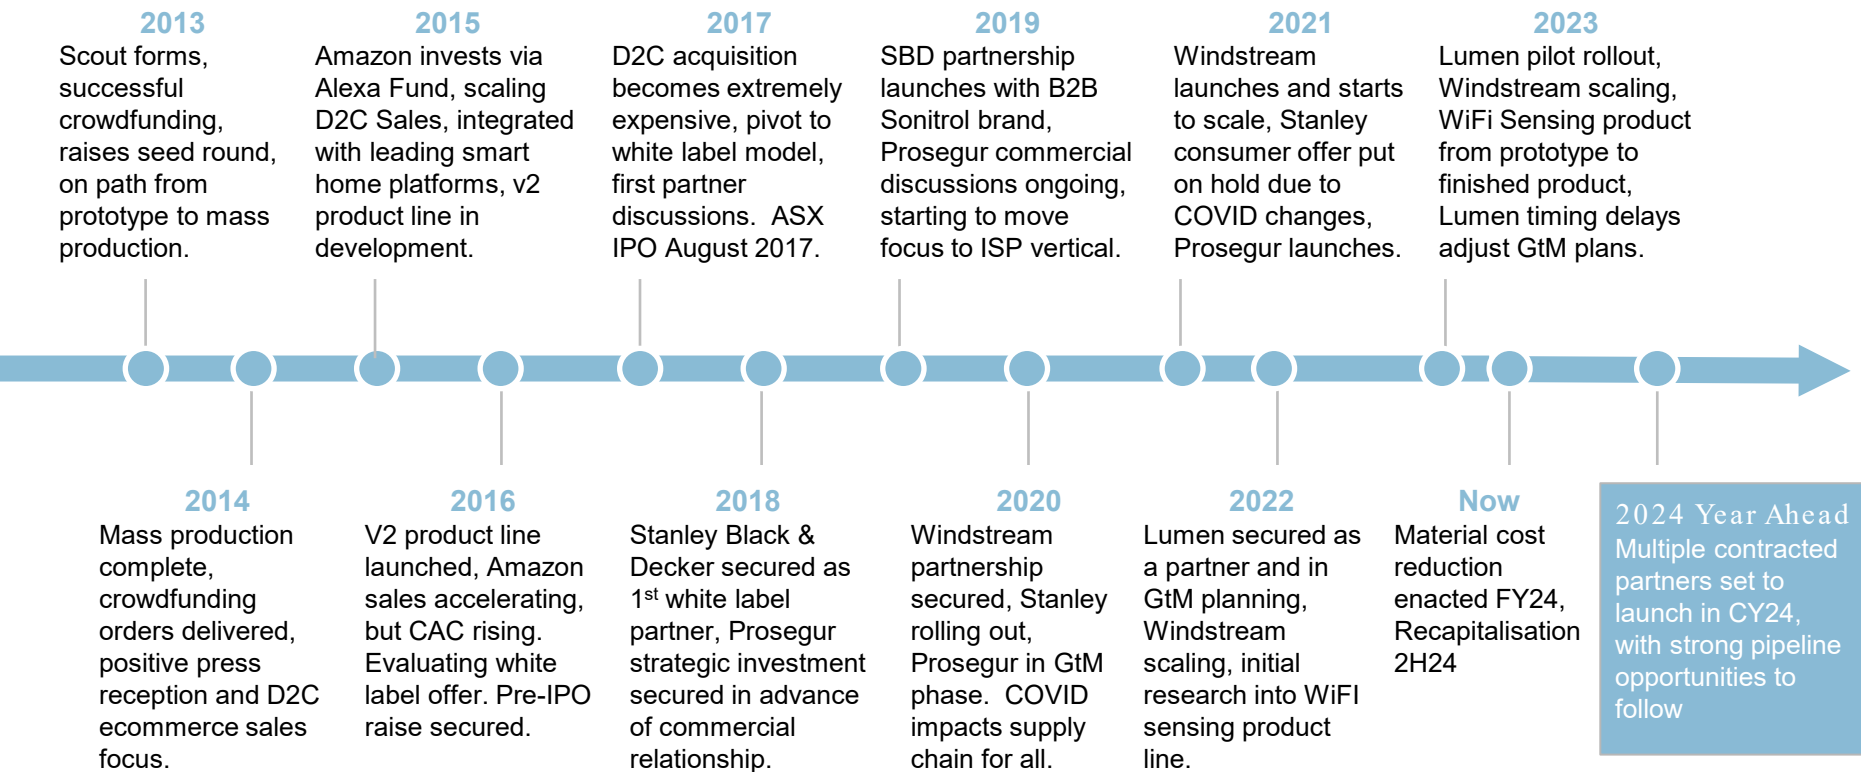 2013
Scout forms,
successful
crowdfunding,
raises seed round,
on path from
prototype to mass
production.
2015
Amazon invests via
Alexa Fund, scaling
D2C Sales, integrated
with leading smart
home platforms, v2
product line in
development.
2017
D2C acquisition
becomes extremely
expensive, pivot to
white label model,
first partner
discussions.  ASX
IPO August 2017.
2019
SBD partnership
launches with B2B
Sonitrol brand,
Prosegur commercial
discussions ongoing,
starting to move
focus to ISP vertical.
2021
Windstream
launches and starts
to scale, Stanley
consumer offer put
on hold due to
COVID changes,
Prosegur launches.
2023
Lumen pilot rollout,
Windstream scaling,
WiFi Sensing product
from prototype to
finished product,
Lumen timing delays
adjust GtM plans.
2014
Mass production
complete,
crowdfunding
orders delivered,
positive press
reception and D2C
ecommerce sales
focus.
2016
V2 product line
launched, Amazon
sales accelerating,
but CAC rising.
Evaluating white
label offer. Pre-IPO
raise secured.
2018
Stanley Black &
Decker secured as
1st white label
partner, Prosegur
strategic investment
secured in advance
of commercial
relationship.
2020
Windstream
partnership
secured, Stanley
rolling out,
Prosegur in GtM
phase.  COVID
impacts supply
chain for all.
2022
Lumen secured as
a partner and in
GtM planning,
Windstream
scaling, initial
research into WiFI
sensing product
line.
Now
Material cost
reduction
enacted FY24,
Recapitalisation
2H24
2024 Year Ahead
Multiple contracted
partners set to
launch in CY24,
with strong pipeline
opportunities to
follow